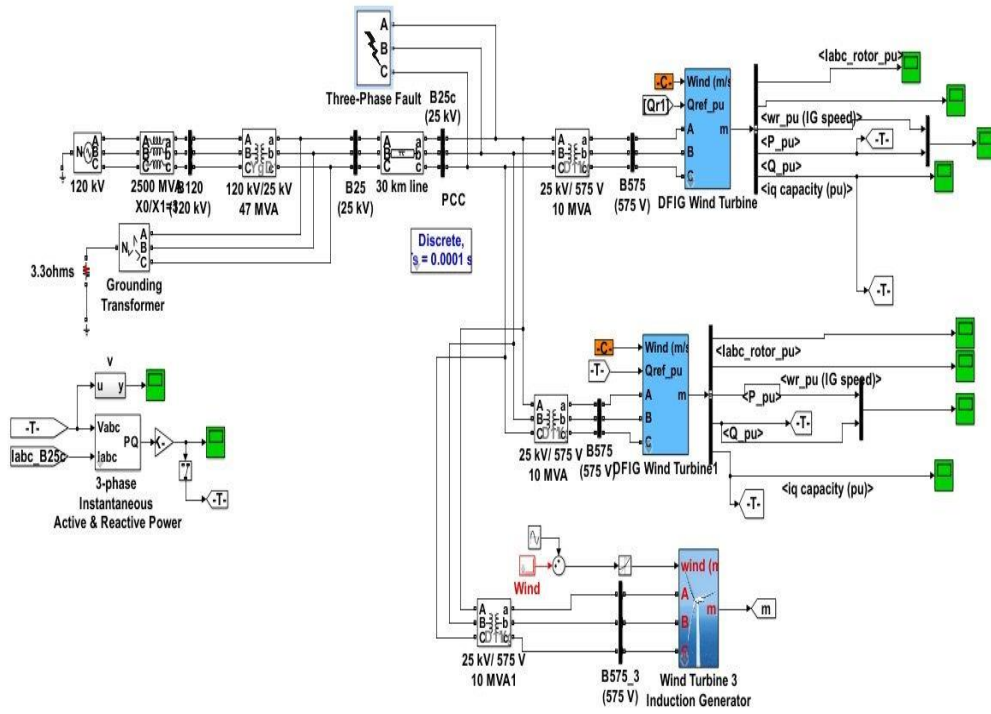 A
B
C
Three-Phase Fault
B25c
(25 kV)
N
A
B
C
120 kV
A
B
C
a
b
c
2500 MVA
X0/X1=3
B120
(120 kV)
A
B
C
a
b
c
120 kV/25 kV
47 MVA
B25
(25 kV)
A
B
C
a
b
c
30 km line
PCC
A
B
C
a
b
c
25 kV/ 575 V
10 MVA
B575
(575 V)
-C-
[Qr1]
Wind (m/s
Qref_pu
A
B
C
m
DFIG Wind Turbine
<Iabc_rotor_pu>
<wr_pu (IG speed)>
<P_pu>
-T-
<Q_pu>
<iq capacity (pu)>
-T-
N
A
B
C
3.3ohms
Grounding
Transformer
Discrete,
s = 0.0001 s
-C-
-T-
Wind (m/s
Qref_pu
A
B
C
m
DFIG Wind Turbine1
A
B
C
a
b
c
25 kV/ 575 V
10 MVA
B575
(575 V)
<Iabc_rotor_pu>
<wr_pu (IG speed)>
<P_pu>
-T-
<Q_pu>
<iq capacity (pu)>
-T-
v
u y
-T-
Iabc_B25c
Vabc
Iabc
PQ
-K-
-T-
3-phase
Instantaneous
Active & Reactive Power
Wind
A
B
C
a
b
c
25 kV/ 575 V
10 MVA1
B575_3
(575 V)
wind (m
A
B
C
m
m
Wind Turbine 3
Induction Generator